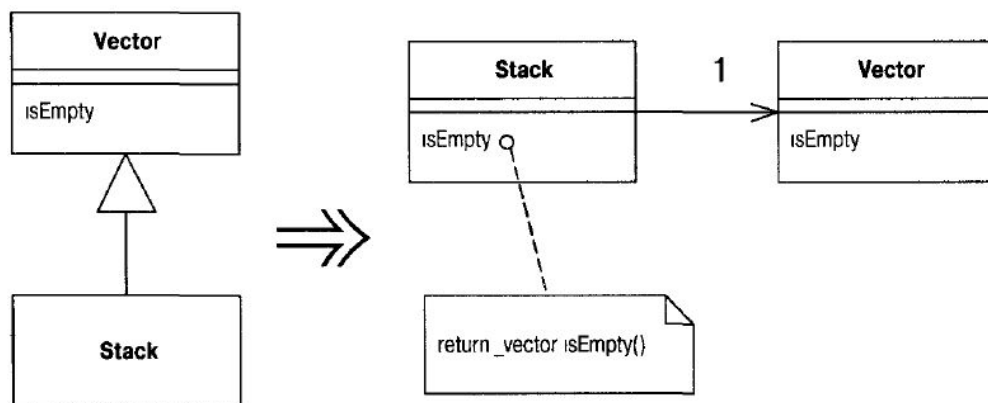 Vector
isEmpty
Stack
Stack
isEmpty
1
Vector
isEmpty
return _vector isEmpty()